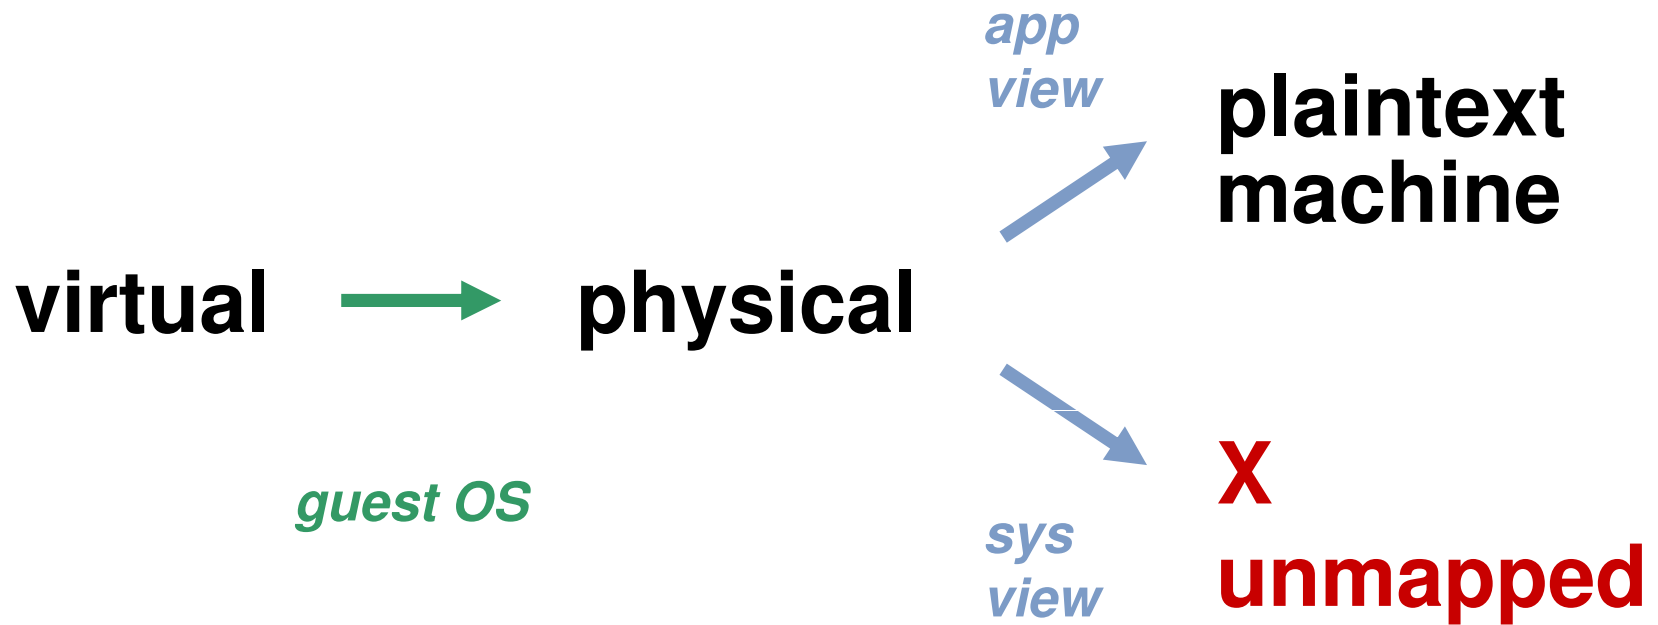 app
view
plaintext
machine
virtual
physical
guest OS
X
sys
view
unmapped